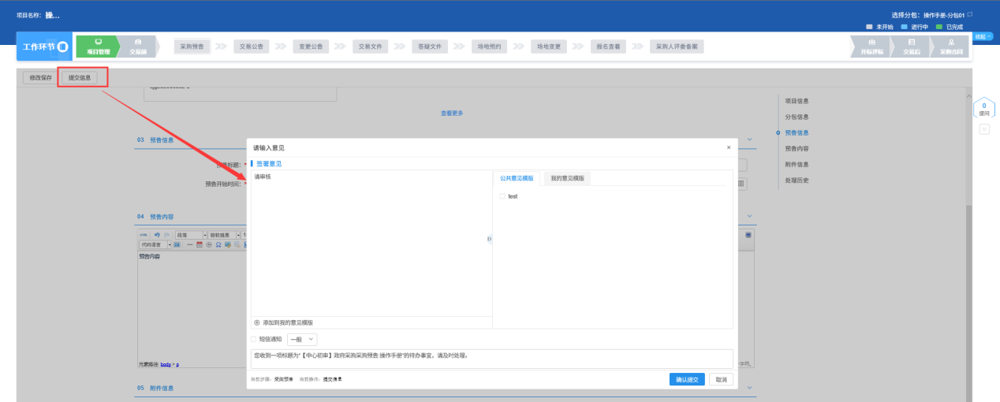 项目名称：操...
选择分包：操作手册-分包01
未开始 进行中 已完成
收起
工作环节 项目管理 交易前 采购预告 交易公告 变更公告 交易文件 答疑文件 场地预约 场地变更 报名查看 采购人评委备案 开标评标 交易后 采购合同
修改保存 提交信息
查看更多
项目信息
分包信息
预告信息
预告内容
附件信息
处理历史
0
提问
03 预告信息
预告标题：*
预告开始时间：*
04 预告内容
段落
代码语言
预告内容
元素路径: body > p
字符。
05 附件信息
请输入意见 ×
签署意见
请审核
公共意见模版 我的意见模版
test
添加到我的意见模版
短信通知 一般
您收到一项标题为“【中心初审】政府采购采购预告:操作手册”的待办事宜，请及时处理。
当前步骤：采购预告 当前操作：提交信息
确认提交 取消